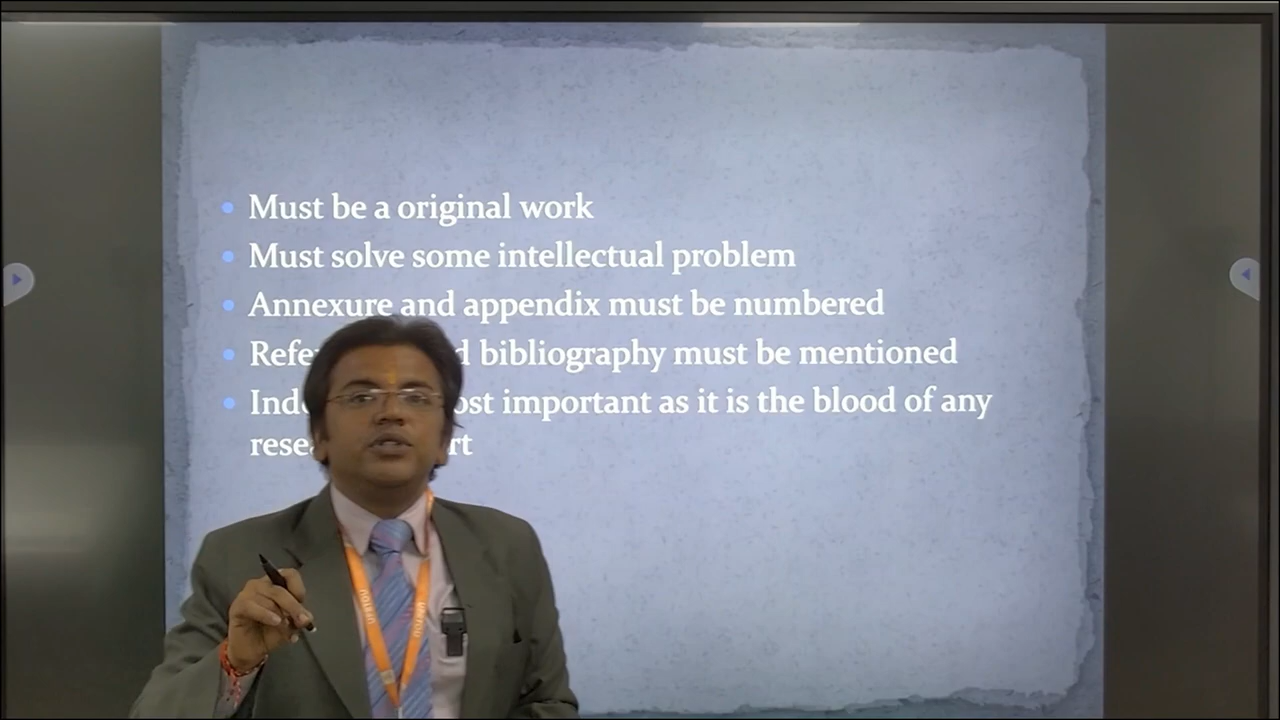 Must be a original work
Must solve some intellectual problem
Annexure and appendix must be numbered
bibliography must be mentioned
important as it is the blood of any